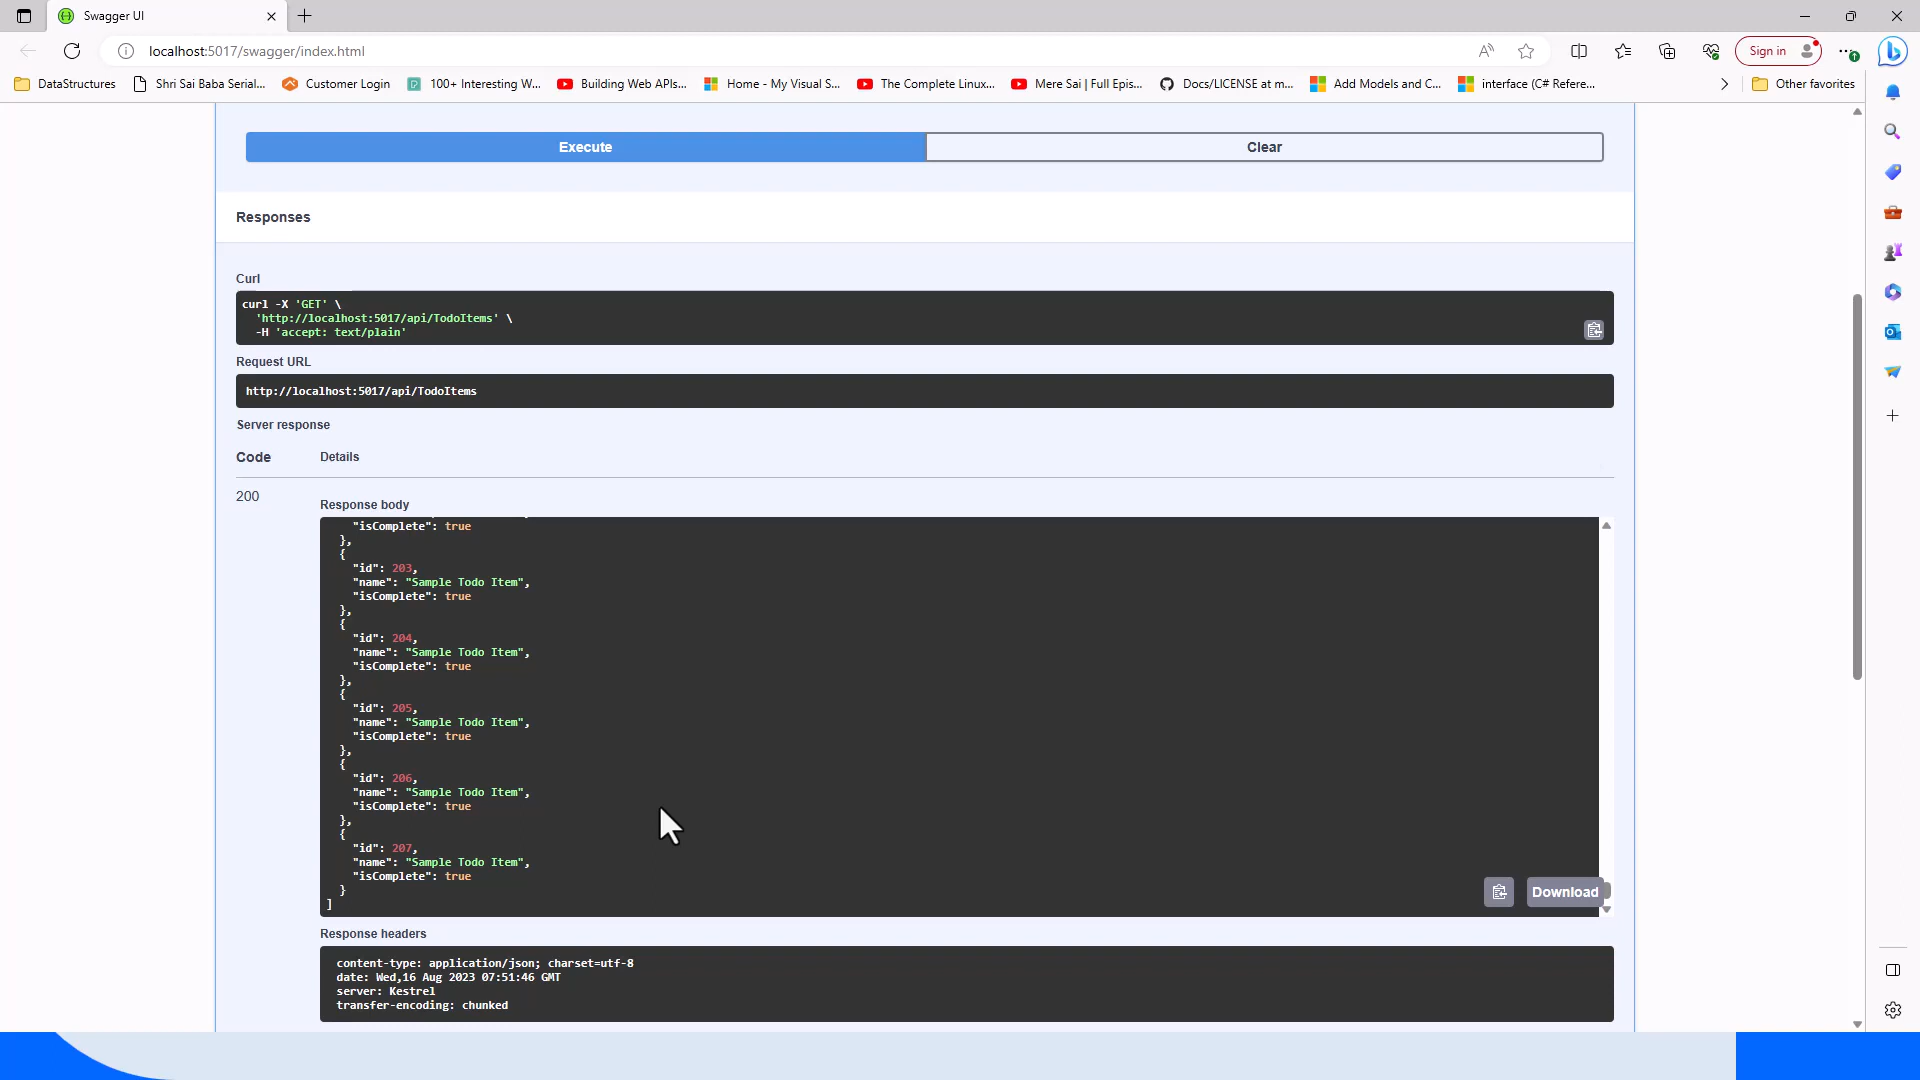 Swagger UI
localhost:5017/swagger/index.html
Sign in
DataStructures
Shri Sai Baba Serial...
Customer Login
100+ Interesting W...
Building Web APIs...
Home - My Visual S...
The Complete Linux...
Mere Sai | Full Epis...
Docs/LICENSE at m...
Add Models and C...
interface (C# Refere...
Other favorites
Execute
Clear
Responses
Curl
curl -X 'GET' \
'http://localhost:5017/api/TodoItems' \
-H 'accept: text/plain'
Request URL
http://localhost:5017/api/TodoItems
Server response
Code
Details
200
Response body
"isComplete": true
},
{
"id": 203,
"name": "Sample Todo Item",
"isComplete": true
},
{
"id": 204,
"name": "Sample Todo Item",
"isComplete": true
},
{
"id": 205,
"name": "Sample Todo Item",
"isComplete": true
},
{
"id": 206,
"name": "Sample Todo Item",
"isComplete": true
},
{
"id": 207,
"name": "Sample Todo Item",
"isComplete": true
}
]
Download
Response headers
content-type: application/json; charset=utf-8
date: Wed,16 Aug 2023 07:51:46 GMT
server: Kestrel
transfer-encoding: chunked